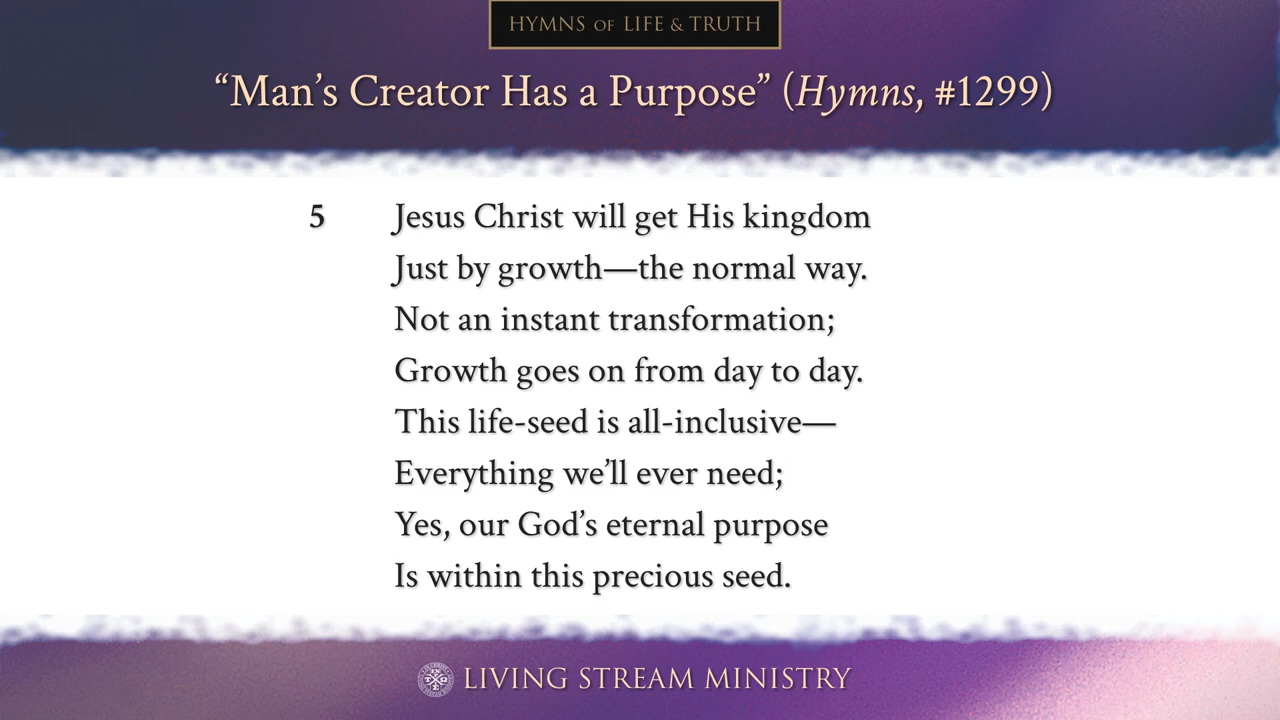 HYMNS OF LIFE & TRUTH
“Man’s Creator Has a Purpose” (Hymns, #1299)
5 Jesus Christ will get His kingdom
Just by growth—the normal way.
Not an instant transformation;
Growth goes on from day to day.
This life-seed is all-inclusive—
Everything we’ll ever need;
Yes, our God’s eternal purpose
Is within this precious seed.
LIVING STREAM MINISTRY